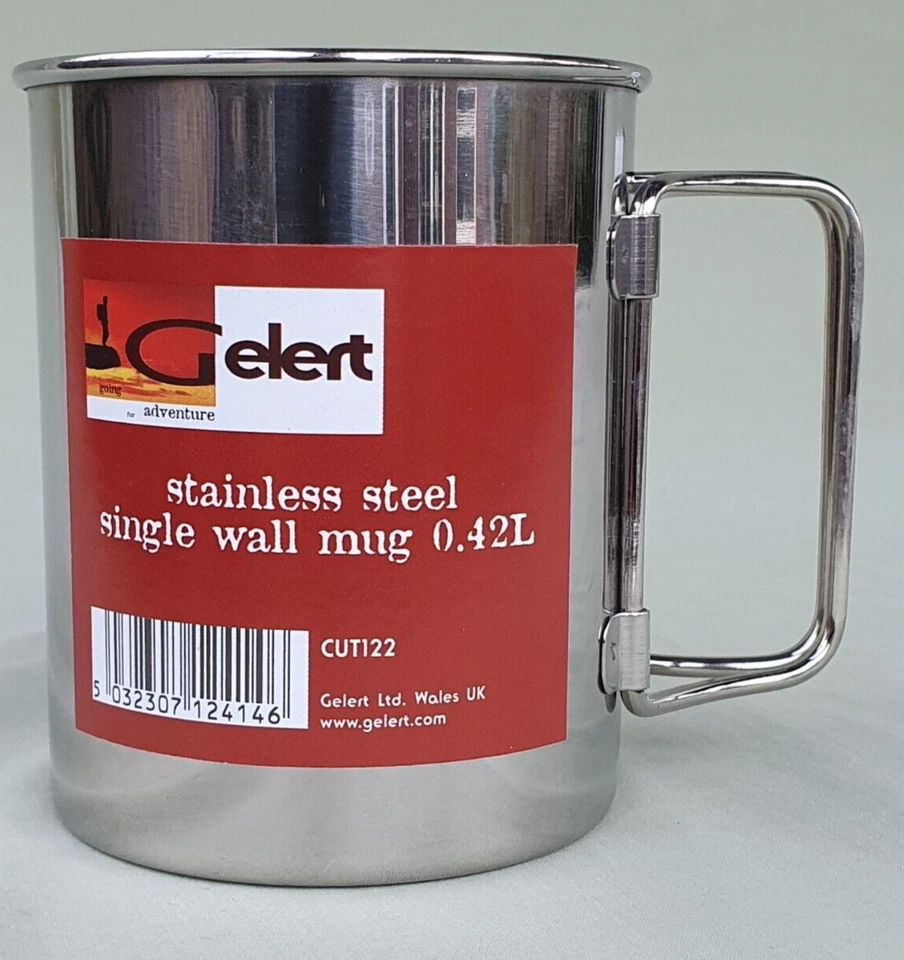 Gelert
going
for adventure
stainless steel
single wall mug 0.42L
CUT122
5 032307 124146
Gelert Ltd. Wales UK
www.gelert.com